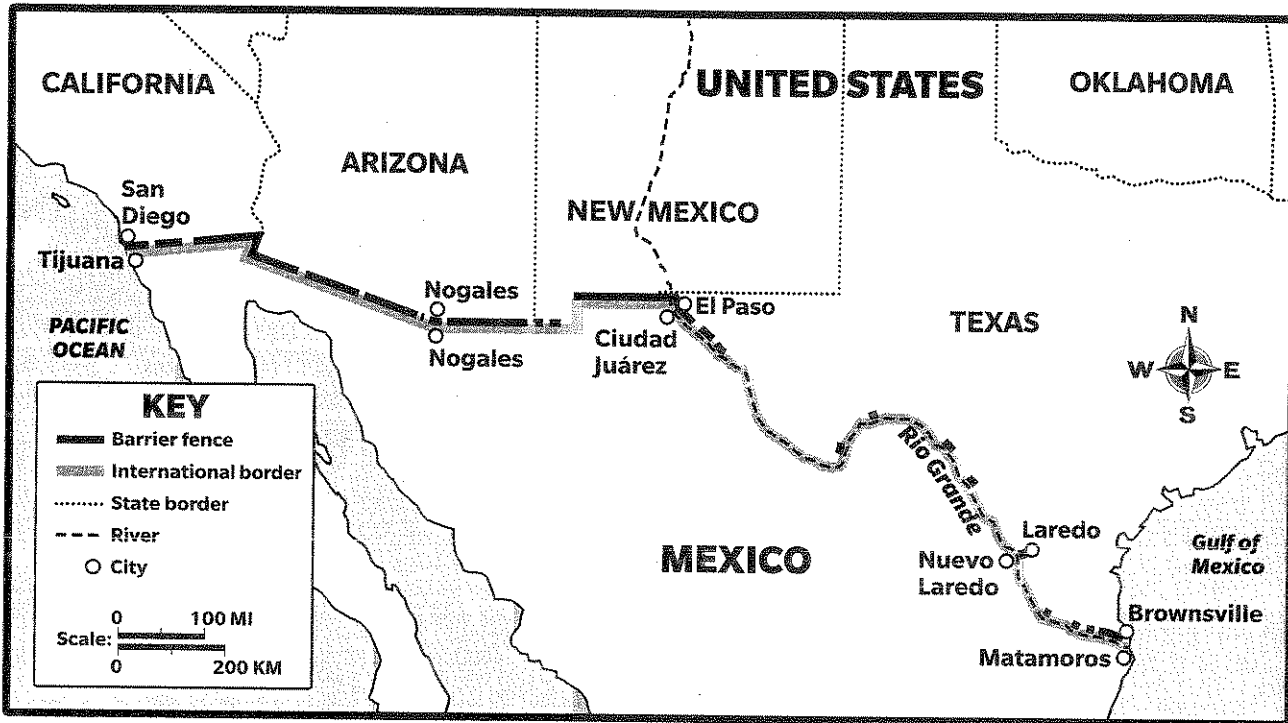 CALIFORNIA
ARIZONA
NEW MEXICO
UNITED STATES
OKLAHOMA
TEXAS
San
Diego
Tijuana
Nogales
Nogales
El Paso
Ciudad
Juárez
PACIFIC
OCEAN
N
W
E
S
Rio Grande
MEXICO
Laredo
Nuevo
Laredo
Gulf of
Mexico
Brownsville
Matamoros
KEY
Barrier fence
International border
State border
River
City
0 100 MI
Scale:
0 200 KM